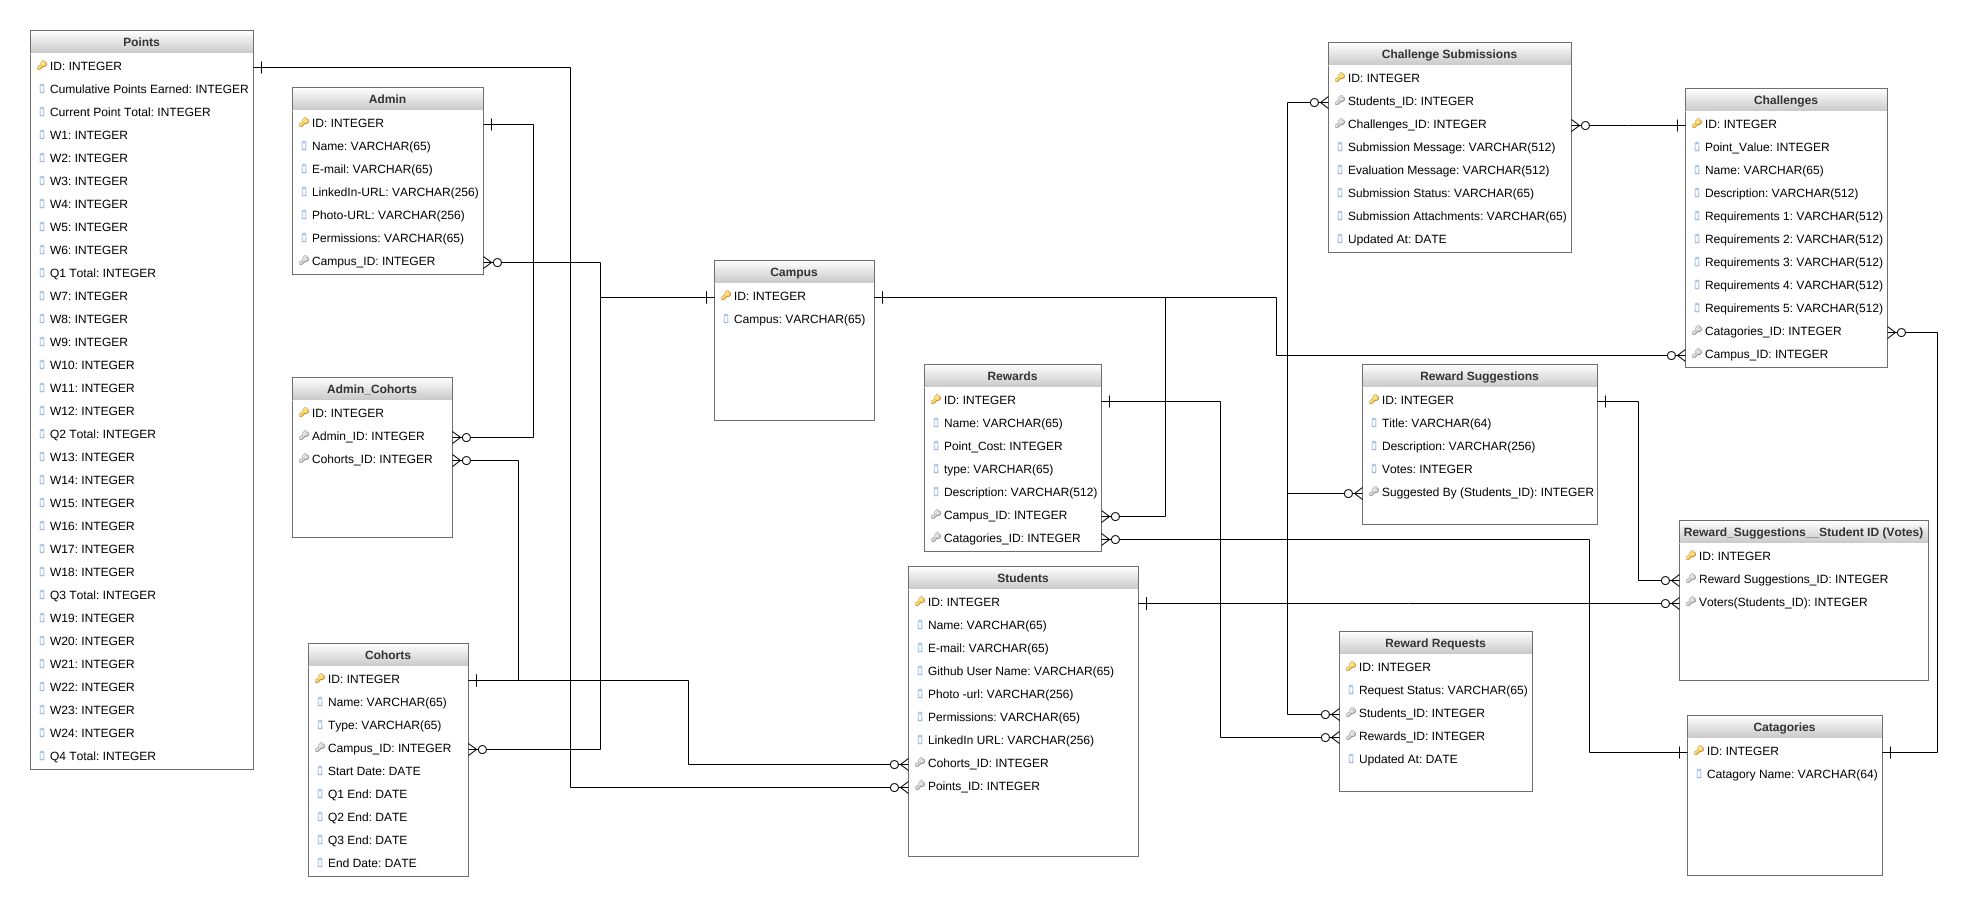 Points
ID: INTEGER
Cumulative Points Earned: INTEGER
Current Point Total: INTEGER
W1: INTEGER
W2: INTEGER
W3: INTEGER
W4: INTEGER
W5: INTEGER
W6: INTEGER
Q1 Total: INTEGER
W7: INTEGER
W8: INTEGER
W9: INTEGER
W10: INTEGER
W11: INTEGER
W12: INTEGER
Q2 Total: INTEGER
W13: INTEGER
W14: INTEGER
W15: INTEGER
W16: INTEGER
W17: INTEGER
W18: INTEGER
Q3 Total: INTEGER
W19: INTEGER
W20: INTEGER
W21: INTEGER
W22: INTEGER
W23: INTEGER
W24: INTEGER
Q4 Total: INTEGER
Admin
ID: INTEGER
Name: VARCHAR(65)
E-mail: VARCHAR(65)
LinkedIn-URL: VARCHAR(256)
Photo-URL: VARCHAR(256)
Permissions: VARCHAR(65)
Campus_ID: INTEGER
Admin_Cohorts
ID: INTEGER
Admin_ID: INTEGER
Cohorts_ID: INTEGER
Cohorts
ID: INTEGER
Name: VARCHAR(65)
Type: VARCHAR(65)
Campus_ID: INTEGER
Start Date: DATE
Q1 End: DATE
Q2 End: DATE
Q3 End: DATE
End Date: DATE
Campus
ID: INTEGER
Campus: VARCHAR(65)
Rewards
ID: INTEGER
Name: VARCHAR(65)
Point_Cost: INTEGER
type: VARCHAR(65)
Description: VARCHAR(512)
Campus_ID: INTEGER
Catagories_ID: INTEGER
Students
ID: INTEGER
Name: VARCHAR(65)
E-mail: VARCHAR(65)
Github User Name: VARCHAR(65)
Photo -url: VARCHAR(256)
Permissions: VARCHAR(65)
LinkedIn URL: VARCHAR(256)
Cohorts_ID: INTEGER
Points_ID: INTEGER
Challenge Submissions
ID: INTEGER
Students_ID: INTEGER
Challenges_ID: INTEGER
Submission Message: VARCHAR(512)
Evaluation Message: VARCHAR(512)
Submission Status: VARCHAR(65)
Submission Attachments: VARCHAR(65)
Updated At: DATE
Reward Suggestions
ID: INTEGER
Title: VARCHAR(64)
Description: VARCHAR(256)
Votes: INTEGER
Suggested By (Students_ID): INTEGER
Reward Requests
ID: INTEGER
Request Status: VARCHAR(65)
Students_ID: INTEGER
Rewards_ID: INTEGER
Updated At: DATE
Challenges
ID: INTEGER
Point_Value: INTEGER
Name: VARCHAR(65)
Description: VARCHAR(512)
Requirements 1: VARCHAR(512)
Requirements 2: VARCHAR(512)
Requirements 3: VARCHAR(512)
Requirements 4: VARCHAR(512)
Requirements 5: VARCHAR(512)
Catagories_ID: INTEGER
Campus_ID: INTEGER
Reward_Suggestions__Student ID (Votes)
ID: INTEGER
Reward Suggestions_ID: INTEGER
Voters(Students_ID): INTEGER
Catagories
ID: INTEGER
Catagory Name: VARCHAR(64)